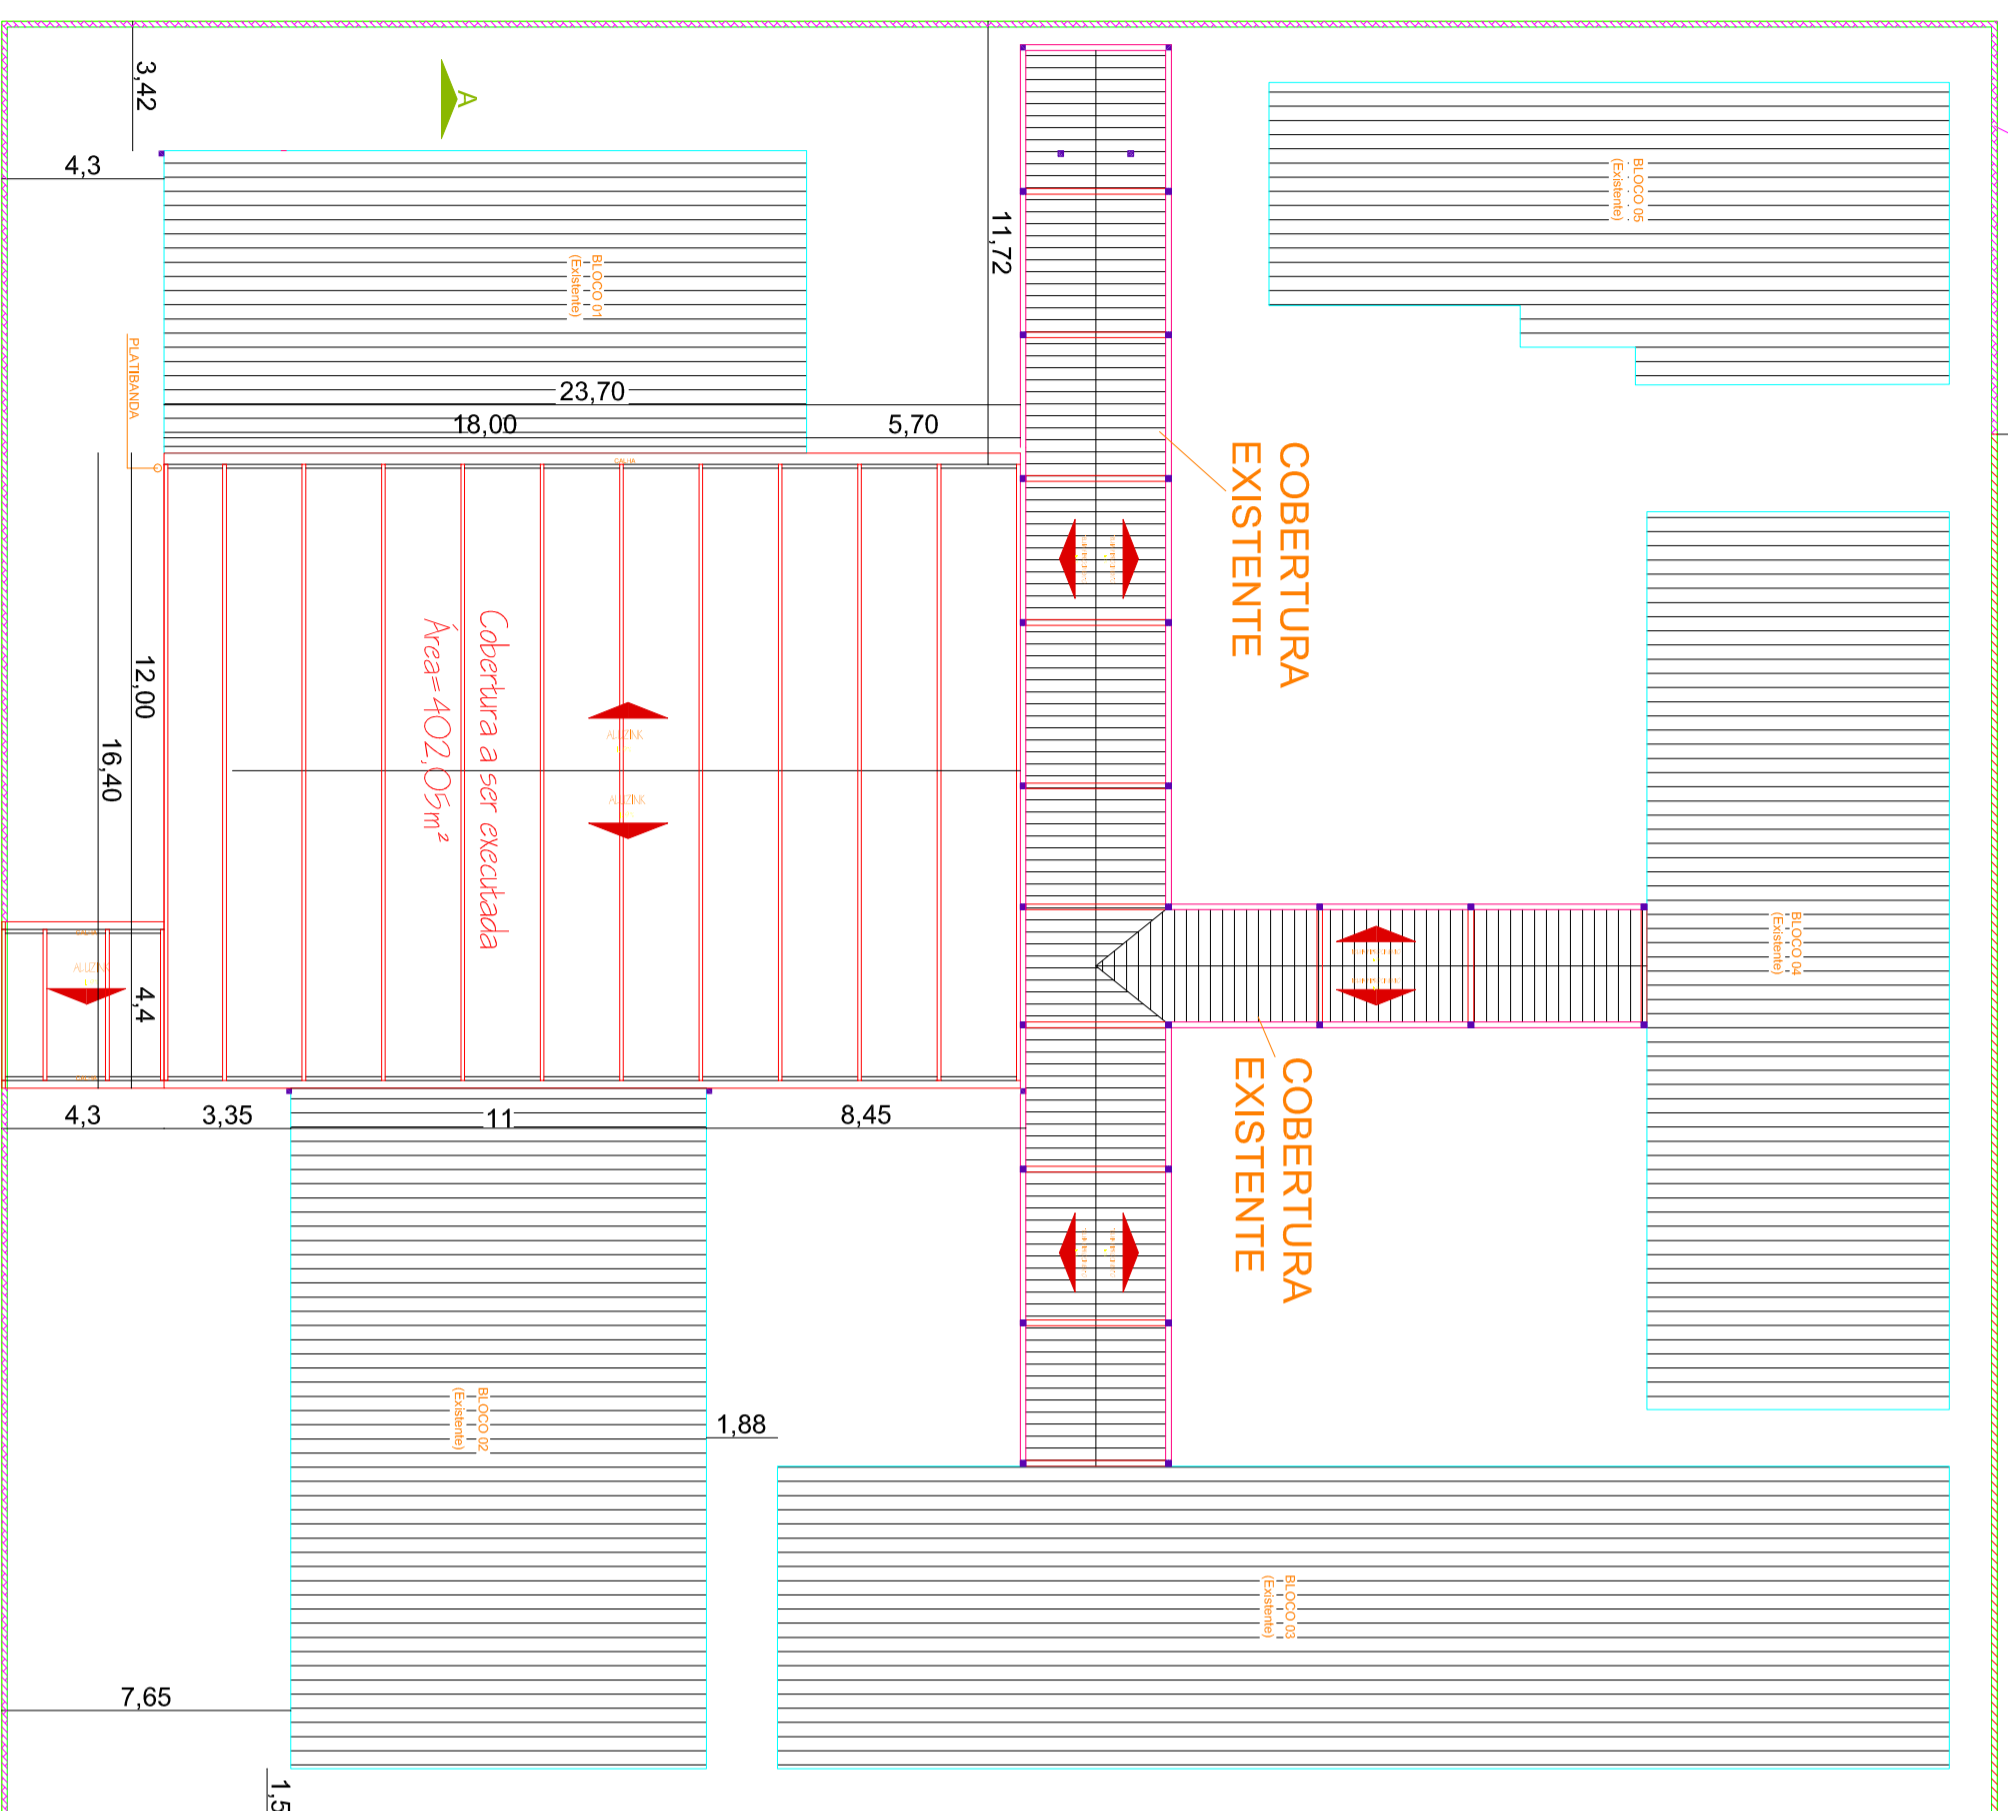 3,42
A
4,3
BLOCO 05
(Existente)
11,72
BLOCO 01
(Existente)
PLATIBANDA
23,70
18,00
5,70
CALHA
COBERTURA
EXISTENTE
Cobertura a ser executada
Área=402,05m²
12,00
16,40
ALUZINK
ALUZINK
BLOCO 04
(Existente)
ALUZINK
4,4
COBERTURA
EXISTENTE
4,3
3,35
11
8,45
BLOCO 02
(Existente)
1,88
BLOCO 03
(Existente)
7,65
1,5